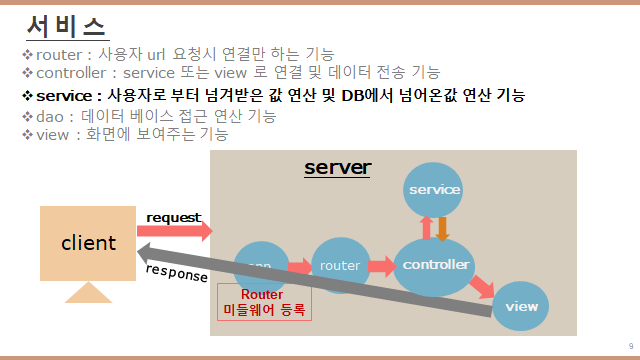 서비스
❖router : 사용자 url 요청시 연결만 하는 기능
❖controller : service 또는 view 로 연결 및 데이터 전송 기능
❖service : 사용자로 부터 넘겨받은 값 연산 및 DB에서 넘어온값 연산 기능
❖dao : 데이터 베이스 접근 연산 기능
❖view : 화면에 보여주는 기능
server
service
request
client
router
controller
response
Router
미들웨어 등록
view
9